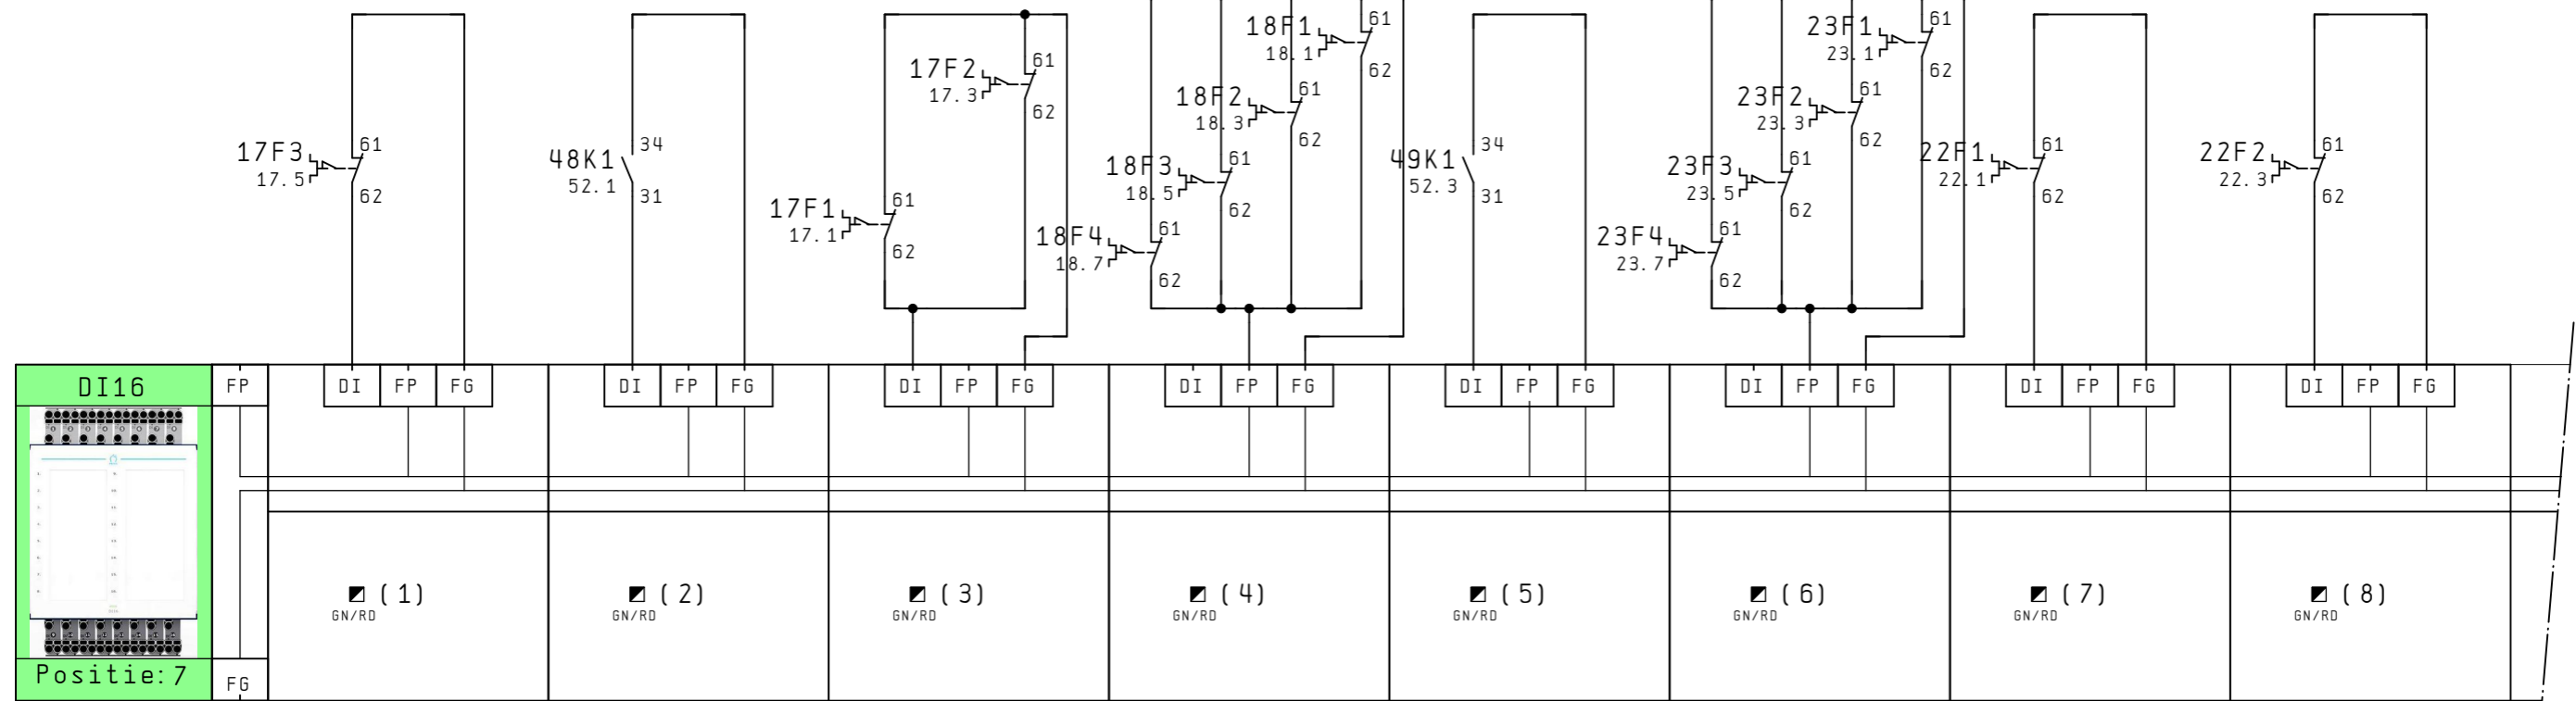 61
18F1
18.1
62
61
23F1
23.1
62
17F2
17.3
61
62
18F2
18.3
61
62
23F2
23.3
61
62
17F3
17.5
61
62
48K1
52.1
34
31
18F3
18.5
61
62
49K1
52.3
34
31
23F3
23.5
61
62
22F1
22.1
61
62
22F2
22.3
61
62
17F1
17.1
61
62
18F4
18.7
61
62
23F4
23.7
61
62
DI16 FP DI FP FG DI FP FG DI FP FG DI FP FG DI FP FG DI FP FG DI FP FG DI FP FG
(1) (2) (3) (4) (5) (6) (7) (8)
GN/RD GN/RD GN/RD GN/RD GN/RD GN/RD GN/RD GN/RD
Positie:7 FG